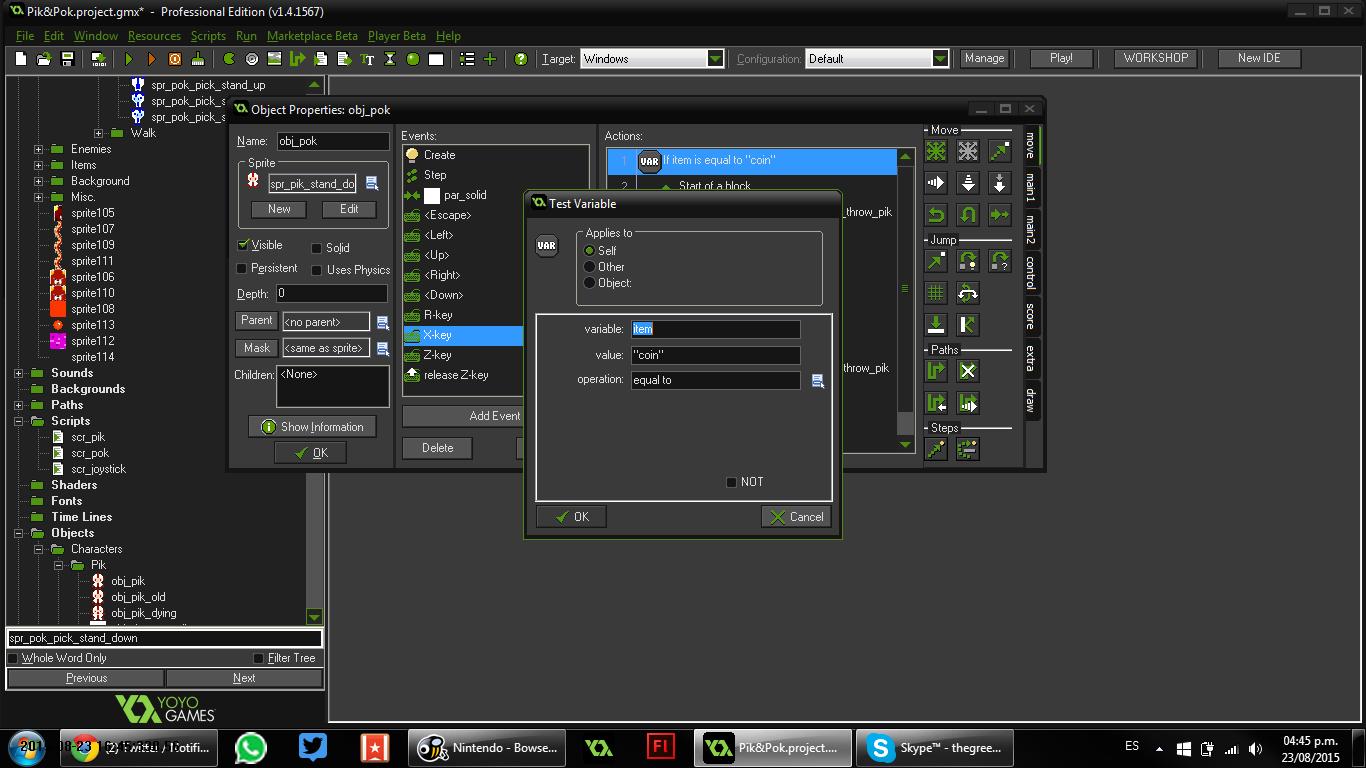 Pik&Pok.project.gmx* - Professional Edition (v1.4.1567)
File Edit Window Resources Scripts Run Marketplace Beta Player Beta Help
Target: Windows Configuration: Default Manage Play! WORKSHOP New IDE
spr_pok_pick_stand_up
spr_pok_pick_s
spr_pok_pick_s
Walk
Enemies
Items
Background
Misc.
sprite105
sprite107
sprite109
sprite111
sprite106
sprite110
sprite108
sprite113
sprite112
sprite114
Sounds
Backgrounds
Paths
Scripts
scr_pik
scr_pok
scr_joystick
Shaders
Fonts
Time Lines
Objects
Characters
Pik
obj_pik
obj_pik_old
obj_pik_dying
spr_pok_pick_stand_down
Whole Word Only Filter Tree
Previous Next
YOYO
GAMES
Object Properties: obj_pok
Name: obj_pok
Sprite
spr_pik_stand_do
New Edit
Visible Solid
Persistent Uses Physics
Depth: 0
Parent <no parent>
Mask <same as sprite>
Children: <None>
Show Information
OK
Events:
Create
Step
par_solid
<Escape>
<Left>
<Up>
<Right>
<Down>
R-key
X-key
Z-key
release Z-key
Add Event
Delete
Actions:
1 VAR If item is equal to "coin"
2 Start of a block
_throw_pik
throw_pik
Move
Jump
Paths
Steps
move
main1
main2
control
score
extra
draw
Test Variable
VAR
Applies to
Self
Other
Object:
variable: item
value: "coin"
operation: equal to
NOT
OK Cancel
Nintendo - Browse...
Pik&Pok.project....
Skype™ - thegree...
ES
04:45 p.m.
23/08/2015